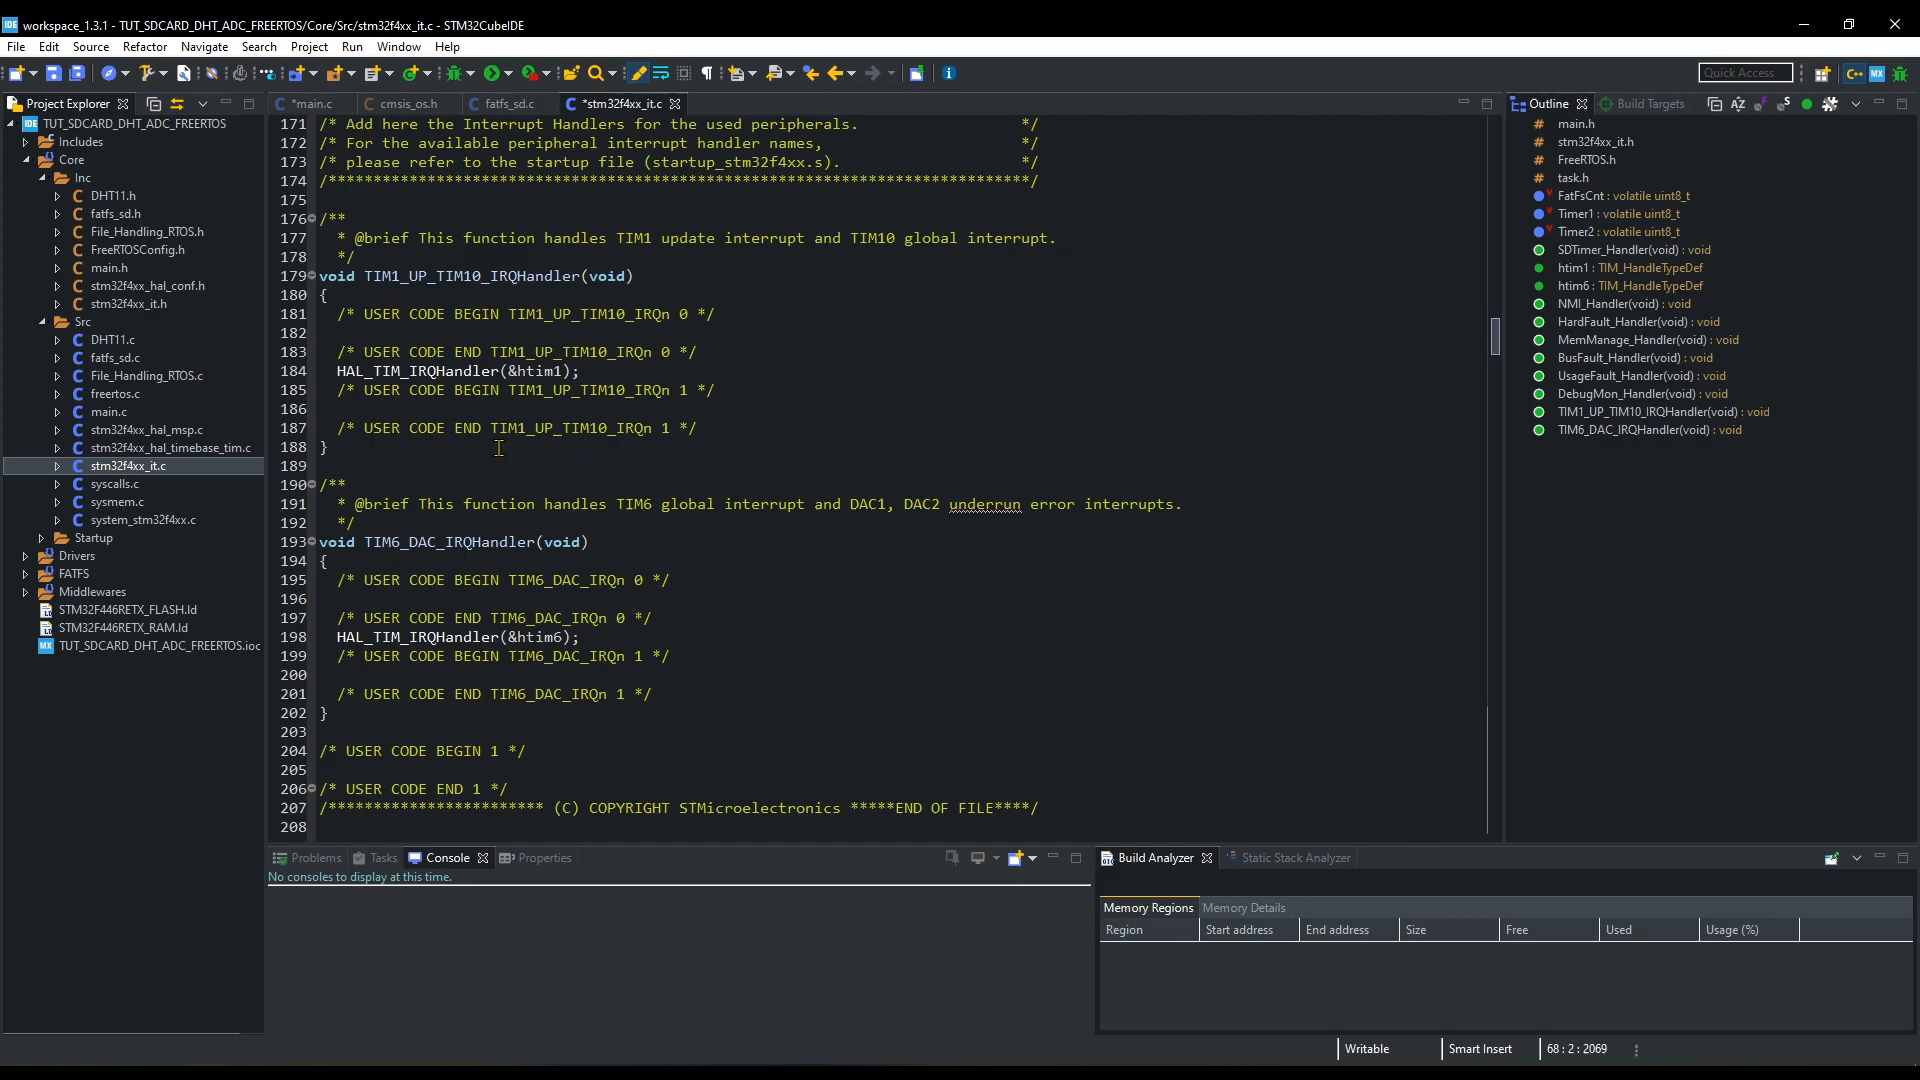 workspace_1.3.1 - TUT_SDCARD_DHT_ADC_FREERTOS/Core/Src/stm32f4xx_it.c - STM32CubeIDE
File Edit Source Refactor Navigate Search Project Run Window Help
Quick Access
Project Explorer
*main.c
cmsis_os.h
fatfs_sd.c
*stm32f4xx_it.c
Outline
Build Targets
TUT_SDCARD_DHT_ADC_FREERTOS
Includes
Core
Inc
DHT11.h
fatfs_sd.h
File_Handling_RTOS.h
FreeRTOSConfig.h
main.h
stm32f4xx_hal_conf.h
stm32f4xx_it.h
Src
DHT11.c
fatfs_sd.c
File_Handling_RTOS.c
freertos.c
main.c
stm32f4xx_hal_msp.c
stm32f4xx_hal_timebase_tim.c
stm32f4xx_it.c
syscalls.c
sysmem.c
system_stm32f4xx.c
Startup
Drivers
FATFS
Middlewares
STM32F446RETX_FLASH.ld
STM32F446RETX_RAM.ld
TUT_SDCARD_DHT_ADC_FREERTOS.ioc
171 /* Add here the Interrupt Handlers for the used peripherals. */
172 /* For the available peripheral interrupt handler names, */
173 /* please refer to the startup file (startup_stm32f4xx.s). */
174 /******************************************************************************/
175
176 /**
177 * @brief This function handles TIM1 update interrupt and TIM10 global interrupt.
178 */
179 void TIM1_UP_TIM10_IRQHandler(void)
180 {
181 /* USER CODE BEGIN TIM1_UP_TIM10_IRQn 0 */
182
183 /* USER CODE END TIM1_UP_TIM10_IRQn 0 */
184 HAL_TIM_IRQHandler(&htim1);
185 /* USER CODE BEGIN TIM1_UP_TIM10_IRQn 1 */
186
187 /* USER CODE END TIM1_UP_TIM10_IRQn 1 */
188 }
189
190 /**
191 * @brief This function handles TIM6 global interrupt and DAC1, DAC2 underrun error interrupts.
192 */
193 void TIM6_DAC_IRQHandler(void)
194 {
195 /* USER CODE BEGIN TIM6_DAC_IRQn 0 */
196
197 /* USER CODE END TIM6_DAC_IRQn 0 */
198 HAL_TIM_IRQHandler(&htim6);
199 /* USER CODE BEGIN TIM6_DAC_IRQn 1 */
200
201 /* USER CODE END TIM6_DAC_IRQn 1 */
202 }
203
204 /* USER CODE BEGIN 1 */
205
206 /* USER CODE END 1 */
207 /************************ (C) COPYRIGHT STMicroelectronics *****END OF FILE****/
208
main.h
stm32f4xx_it.h
FreeRTOS.h
task.h
FatFsCnt : volatile uint8_t
Timer1 : volatile uint8_t
Timer2 : volatile uint8_t
SDTimer_Handler(void) : void
htim1 : TIM_HandleTypeDef
htim6 : TIM_HandleTypeDef
NMI_Handler(void) : void
HardFault_Handler(void) : void
MemManage_Handler(void) : void
BusFault_Handler(void) : void
UsageFault_Handler(void) : void
DebugMon_Handler(void) : void
TIM1_UP_TIM10_IRQHandler(void) : void
TIM6_DAC_IRQHandler(void) : void
Problems Tasks Console Properties
No consoles to display at this time.
Build Analyzer Static Stack Analyzer
Memory Regions Memory Details
Region Start address End address Size Free Used Usage (%)
Writable Smart Insert 68 : 2 : 2069